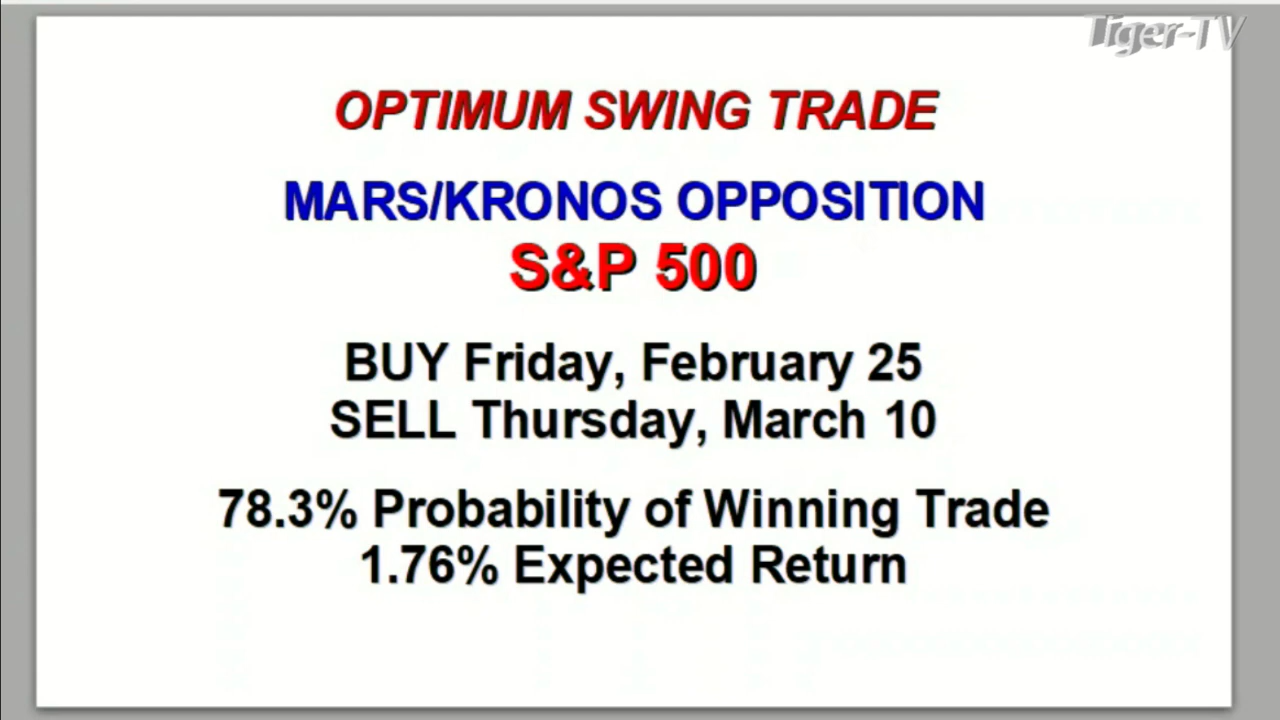 Tiger-TV
OPTIMUM SWING TRADE
MARS/KRONOS OPPOSITION
S&P 500
BUY Friday, February 25
SELL Thursday, March 10
78.3% Probability of Winning Trade
1.76% Expected Return